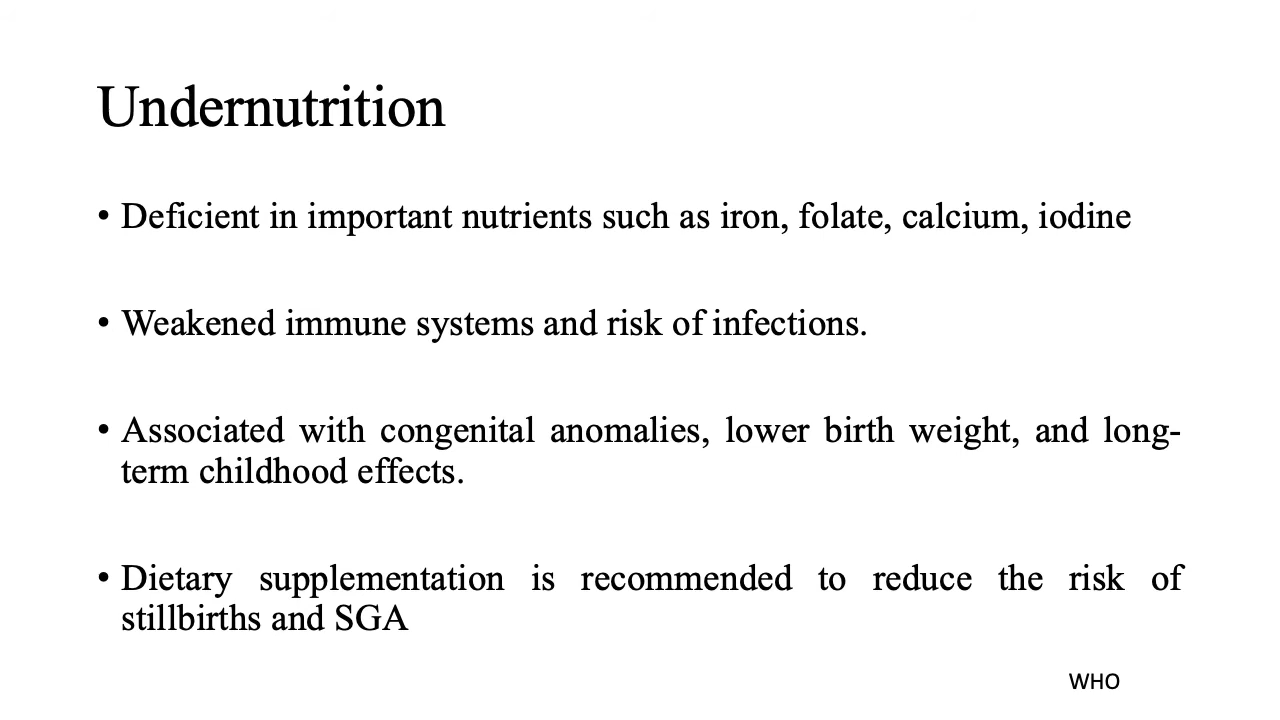 Undernutrition
• Deficient in important nutrients such as iron, folate, calcium, iodine
• Weakened immune systems and risk of infections.
• Associated with congenital anomalies, lower birth weight, and long-
term childhood effects.
• Dietary supplementation is recommended to reduce the risk of
stillbirths and SGA
WHO